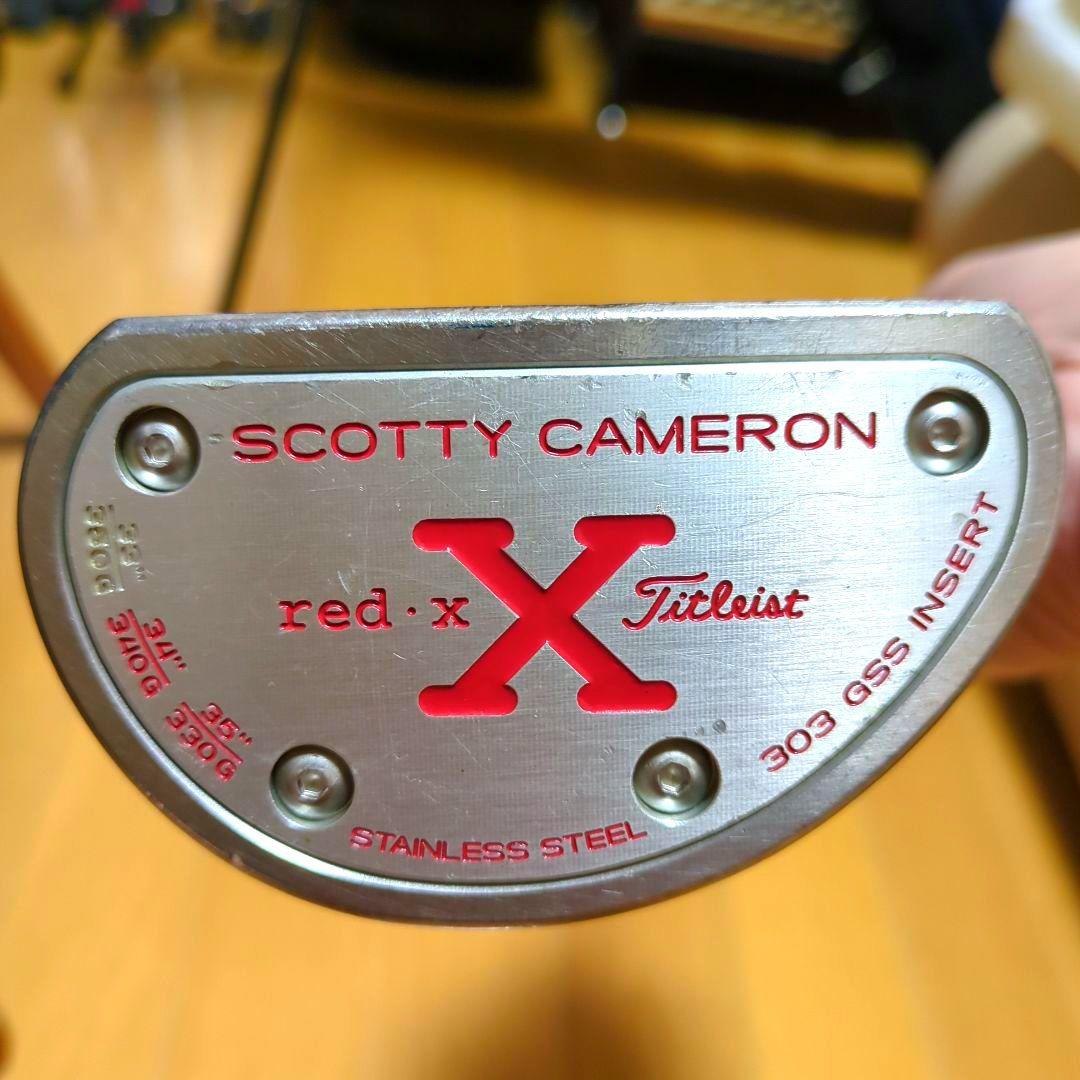 SCOTTY CAMERON
red·x X Titleist
33"
350G
34"
340G
35"
330G
STAINLESS STEEL
303 GSS INSERT